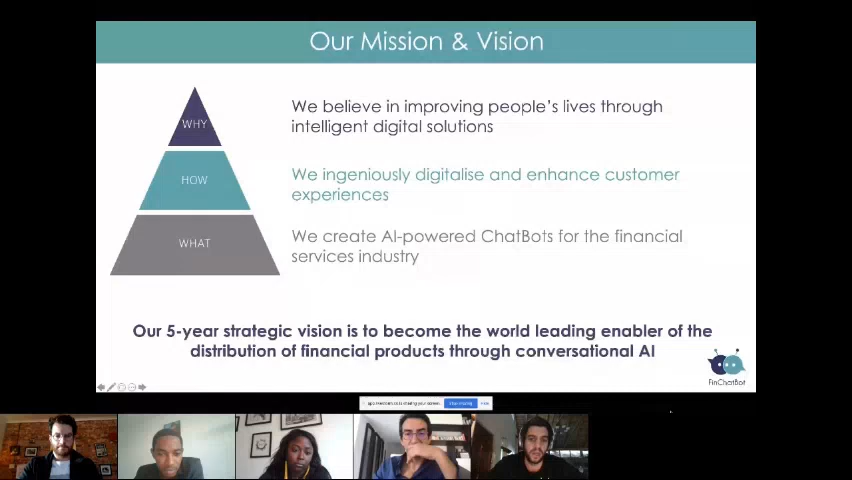 Our Mission & Vision
WHY
We believe in improving people's lives through
intelligent digital solutions
HOW
We ingeniously digitalise and enhance customer
experiences
WHAT
We create AI-powered ChatBots for the financial
services industry
Our 5-year strategic vision is to become the world leading enabler of the
distribution of financial products through conversational AI
FinChatBot